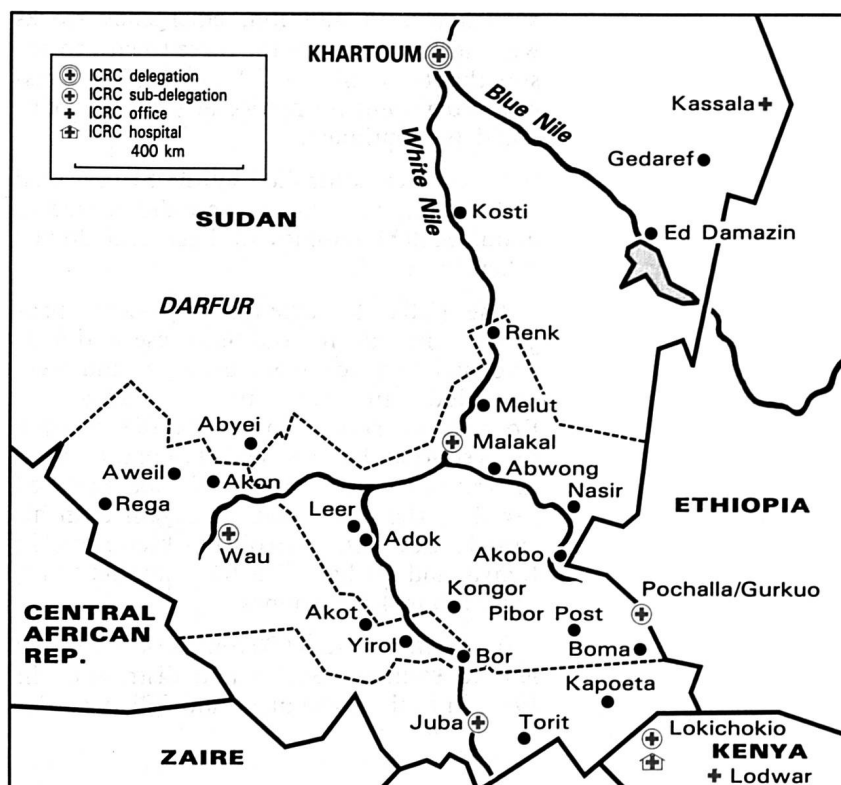 KHARTOUM
ICRC delegation
ICRC sub-delegation
ICRC office
ICRC hospital
400 km
Blue Nile
Kassala
White Nile
Gedaref
SUDAN
Kosti
Ed Damazin
DARFUR
Renk
Melut
Abyei
Malakal
Aweil
Akon
Abwong
Rega
Nasir
ETHIOPIA
Leer
Wau
Adok
Akobo
Kongor
Pochalla/Gurkuo
CENTRAL
AFRICAN
REP.
Akot
Pibor Post
Yirol
Bor
Boma
Kapoeta
Juba
Torit
Lokichokio
ZAIRE
KENYA
Lodwar